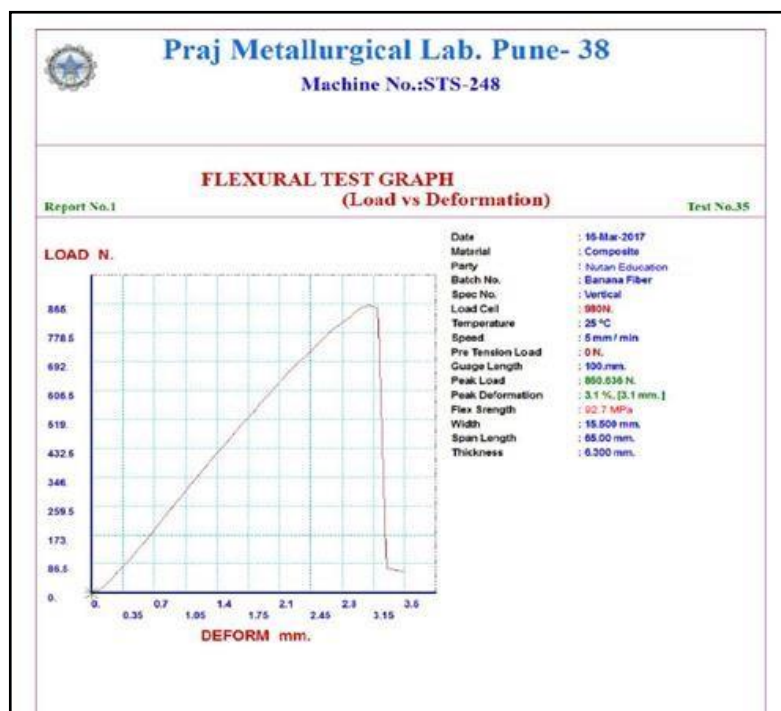 Praj Metallurgical Lab. Pune- 38
Machine No.:STS-248
FLEXURAL TEST GRAPH
(Load vs Deformation)
Report No.1
Test No.35
LOAD N.
865.
778.5
692.
605.5
519.
432.5
346.
259.5
173.
86.5
0.
0. 0.7 1.4 2.1 2.8 3.5
0.35 1.05 1.75 2.45 3.15
DEFORM mm.
Date : 16-Mar-2017
Material : Composite
Party : Nutan Education
Batch No. : Banana Fiber
Spec No. : Vertical
Load Cell : 980N.
Temperature : 25 °C
Speed : 5 mm / min
Pre Tension Load : 0 N.
Guage Length : 100.mm.
Peak Load : N.
Peak Deformation : 3.1 %, [3.1 mm.]
Flex Srength : 92.7 MPa
Width : 15.500 mm.
Span Length : 65.00 mm.
Thickness : 6.300 mm.